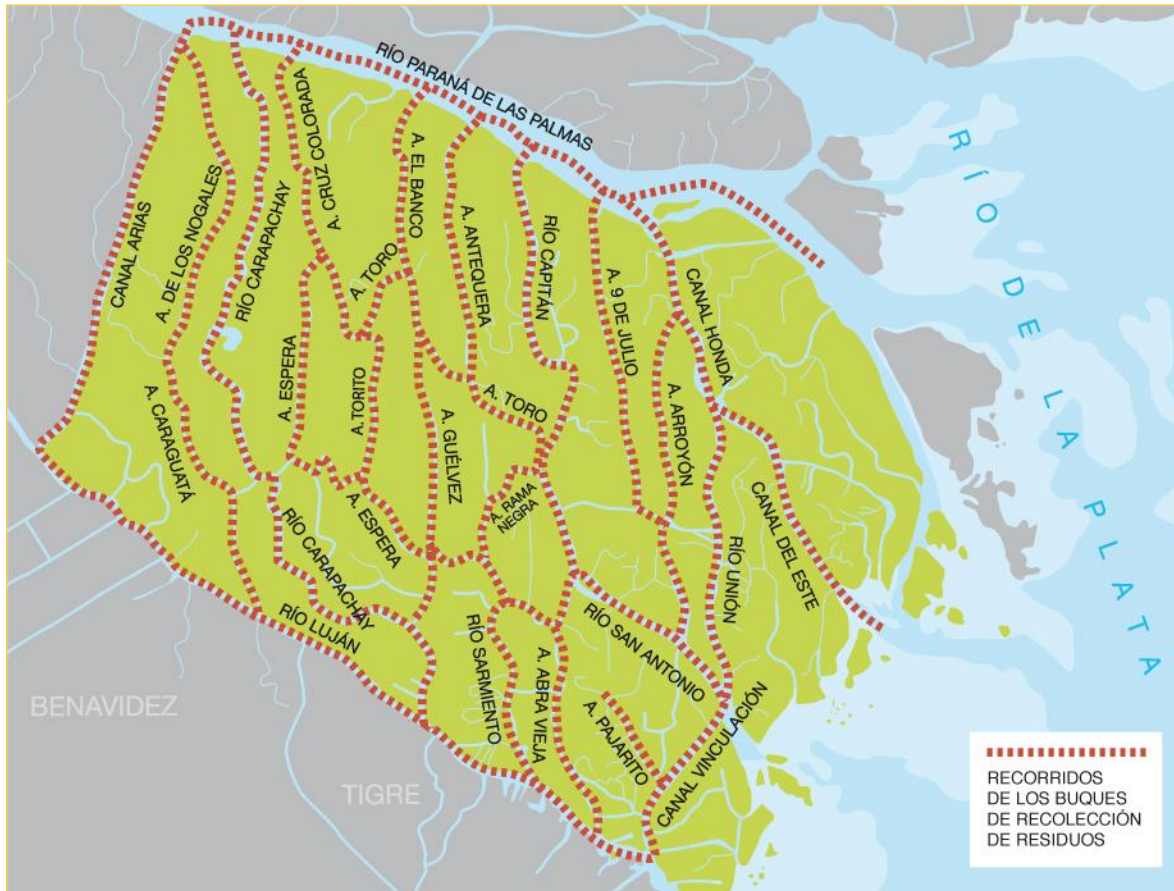 RÍO PARANÁ DE LAS PALMAS
RÍO DE LA PLATA
CANAL ARIAS
A. DE LOS NOGALES
RÍO CARAPACHAY
A. CRUZ COLORADA
A. EL BANCO
A. ANTEQUERA
RÍO CAPITÁN
A. 9 DE JULIO
CANAL HONDA
A. TORO
A. ESPERA
A. TORITO
A. GUÉLVEZ
A. TORO
A. ARROYÓN
A. CARAGUATÁ
A. RAMA
NEGRA
A. ESPERA
RÍO CARAPACHAY
RÍO UNIÓN
CANAL DEL ESTE
RÍO LUJÁN
RÍO SARMIENTO
A. ABRA VIEJA
RÍO SAN ANTONIO
A. PAJARITO
CANAL VINCULACIÓN
BENAVIDEZ
TIGRE
RECORRIDOS
DE LOS BUQUES
DE RECOLECCIÓN
DE RESIDUOS